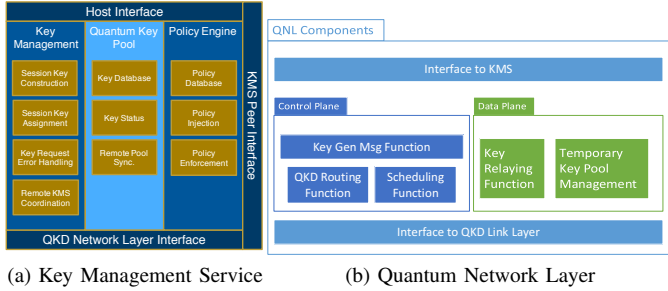 Host Interface
Key
Management
Session Key
Construction
Session Key
Assignment
Key Request
Error Handling
Remote KMS
Coordination
Quantum Key
Pool
Key Database
Key Status
Remote Pool
Sync.
Policy Engine
Policy
Database
Policy
Injection
Policy
Enforcement
KMS Peer Interface
QKD Network Layer Interface
(a) Key Management Service
QNL Components
Interface to KMS
Control Plane
Key Gen Msg Function
QKD Routing
Function
Scheduling
Function
Data Plane
Key
Relaying
Function
Temporary
Key Pool
Management
Interface to QKD Link Layer
(b) Quantum Network Layer